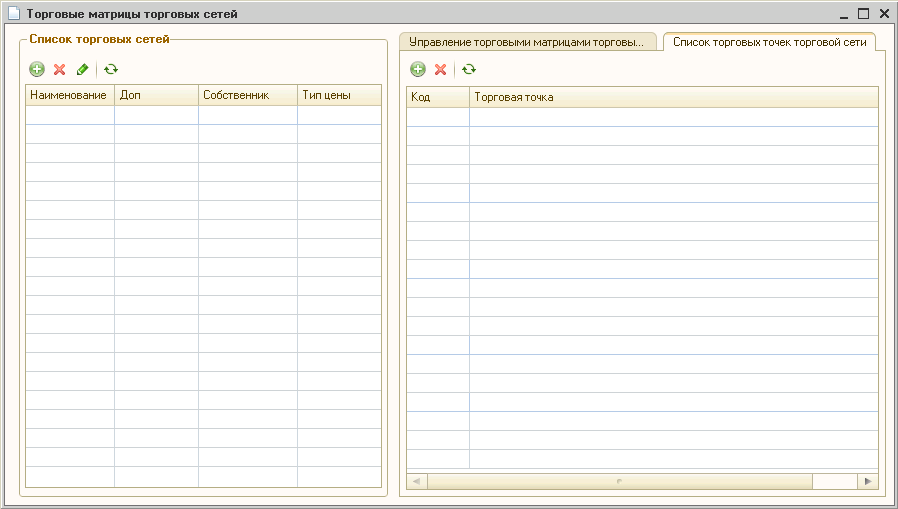 Торговые матрицы торговых сетей
Список торговых сетей
Наименование Доп Собственник Тип цены
Управление торговыми матрицами торговы... Список торговых точек торговой сети
Код Торговая точка